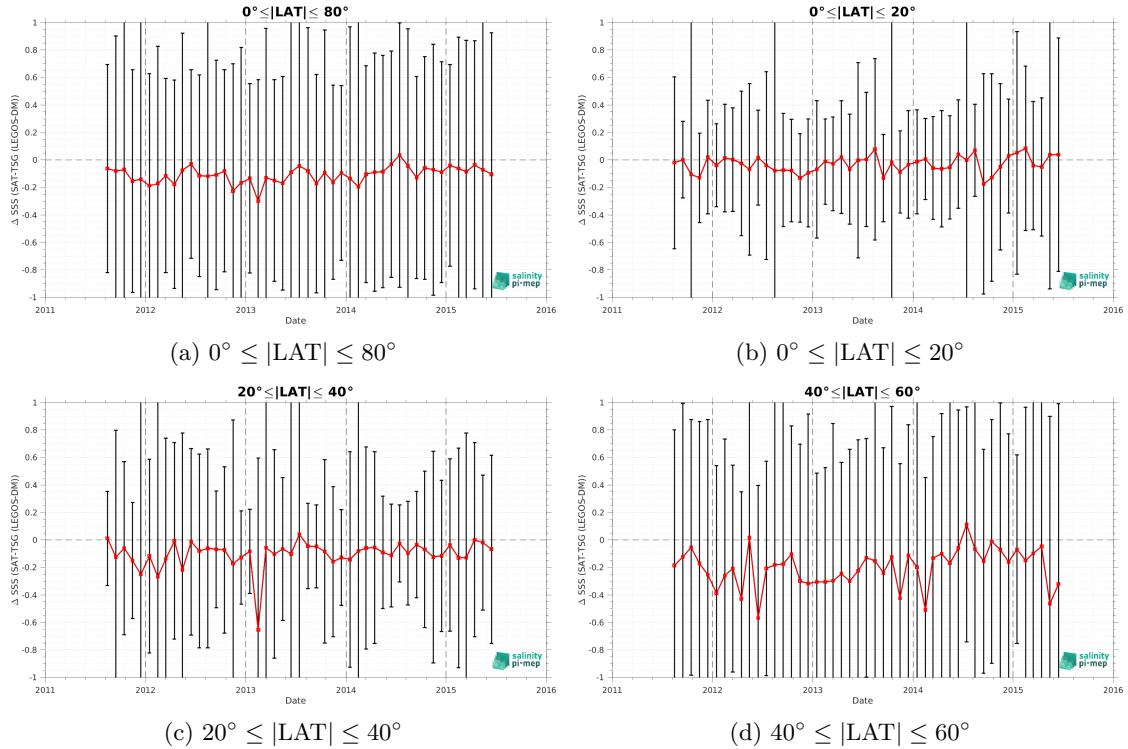 0°≤|LAT|≤ 80°
Δ SSS (SAT-TSG (LEGOS-DM))
1
0.8
0.6
0.4
0.2
0
-0.2
-0.4
-0.6
-0.8
-1
2011 2012 2013 2014 2015 2016
Date
salinity
pi-mep
(a) 0° ≤ |LAT| ≤ 80°
0°≤|LAT|≤ 20°
Δ SSS (SAT-TSG (LEGOS-DM))
1
0.8
0.6
0.4
0.2
0
-0.2
-0.4
-0.6
-0.8
-1
2011 2012 2013 2014 2015 2016
Date
salinity
pi-mep
(b) 0° ≤ |LAT| ≤ 20°
20°≤|LAT|≤ 40°
Δ SSS (SAT-TSG (LEGOS-DM))
1
0.8
0.6
0.4
0.2
0
-0.2
-0.4
-0.6
-0.8
-1
2011 2012 2013 2014 2015 2016
Date
salinity
pi-mep
(c) 20° ≤ |LAT| ≤ 40°
40°≤|LAT|≤ 60°
Δ SSS (SAT-TSG (LEGOS-DM))
1
0.8
0.6
0.4
0.2
0
-0.2
-0.4
-0.6
-0.8
-1
2011 2012 2013 2014 2015 2016
Date
salinity
pi-mep
(d) 40° ≤ |LAT| ≤ 60°